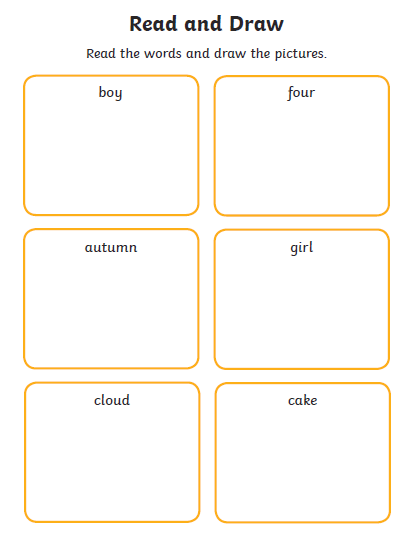 Read and Draw
Read the words and draw the pictures.
boy
four
autumn
girl
cloud
cake